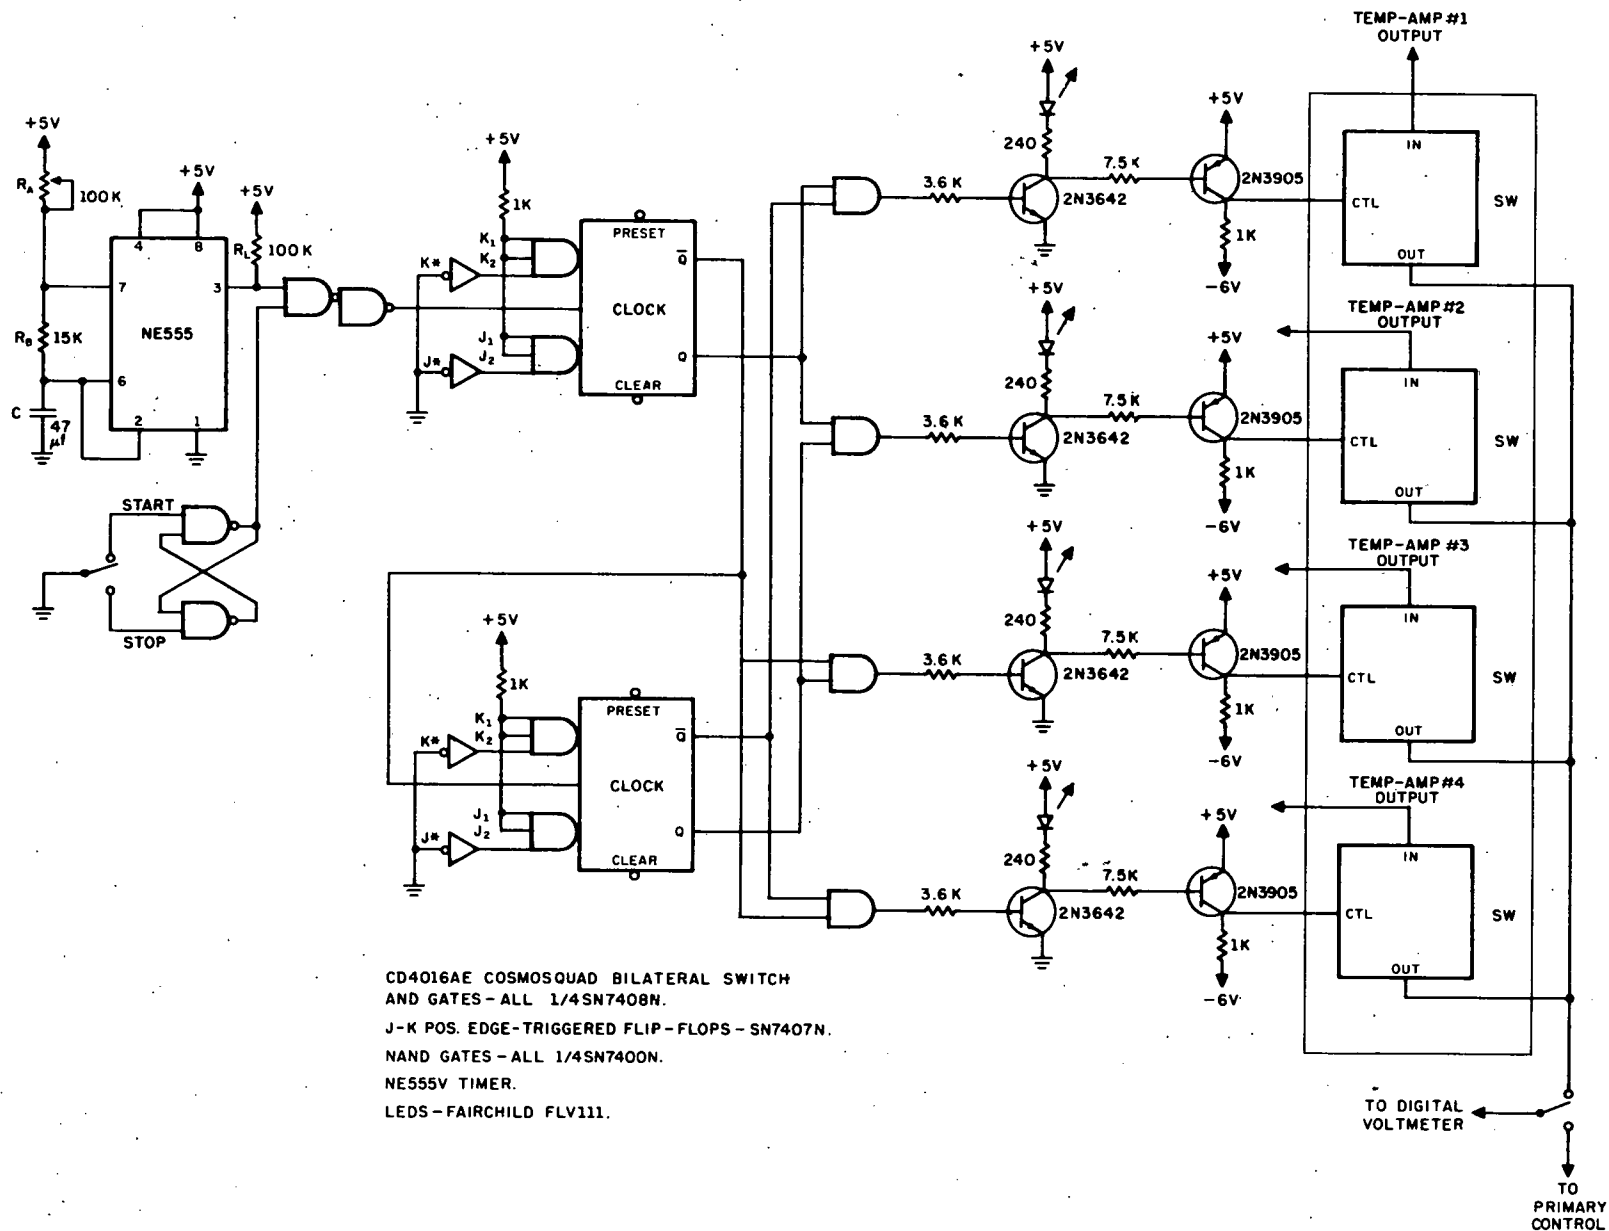 TEMP-AMP #1
OUTPUT
+5V
+5V
IN
CTL
SW
OUT
240
7.5K
2N3905
3.6K
2N3642
1K
-6V
+5V
RA
100K
+5V
+5V
RL
100K
4
8
7
3
NE555
RB
15K
6
2
1
C
47
µf
START
STOP
+5V
1K
K1
K2
K*
J1
J2
J*
PRESET
Q̅
CLOCK
Q
CLEAR
TEMP-AMP #2
OUTPUT
+5V
+5V
IN
CTL
SW
OUT
240
7.5K
2N3905
3.6K
2N3642
1K
-6V
TEMP-AMP #3
OUTPUT
+5V
+5V
IN
CTL
SW
OUT
240
7.5K
2N3905
3.6K
2N3642
1K
-6V
+5V
1K
K1
K2
K*
J1
J2
J*
PRESET
Q̅
CLOCK
Q
CLEAR
TEMP-AMP #4
OUTPUT
+5V
+5V
IN
CTL
SW
OUT
240
7.5K
2N3905
3.6K
2N3642
1K
-6V
CD4016AE COSMOSQUAD BILATERAL SWITCH
AND GATES - ALL 1/4SN7408N.
J-K POS. EDGE-TRIGGERED FLIP-FLOPS - SN7407N.
NAND GATES - ALL 1/4SN7400N.
NE555V TIMER.
LEDS - FAIRCHILD FLV111.
TO DIGITAL
VOLTMETER
TO
PRIMARY
CONTROL